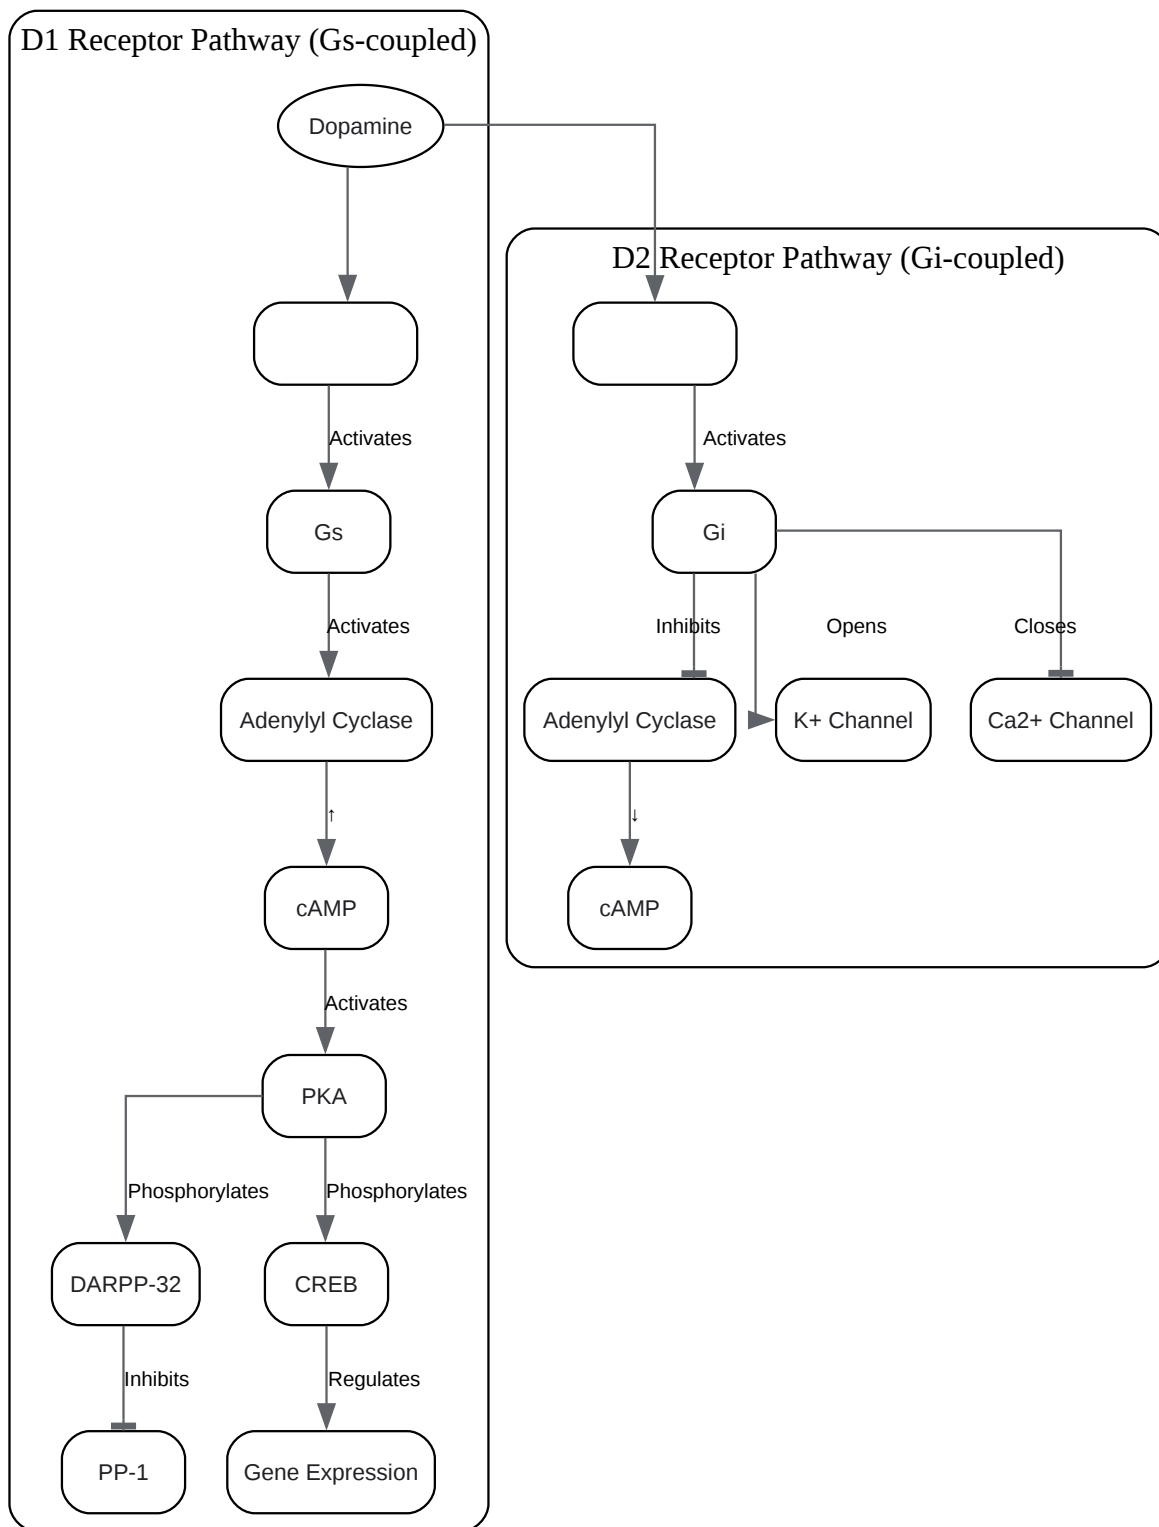 D1 Receptor Pathway (Gs-coupled)
Dopamine
D2 Receptor Pathway (Gi-coupled)
Activates
Activates
Gs
Gi
Activates
Inhibits
Opens
Closes
Adenylyl Cyclase
Adenylyl Cyclase
K+ Channel
Ca2+ Channel
↑
↓
cAMP
cAMP
Activates
PKA
Phosphorylates
Phosphorylates
DARPP-32
CREB
Inhibits
Regulates
PP-1
Gene Expression